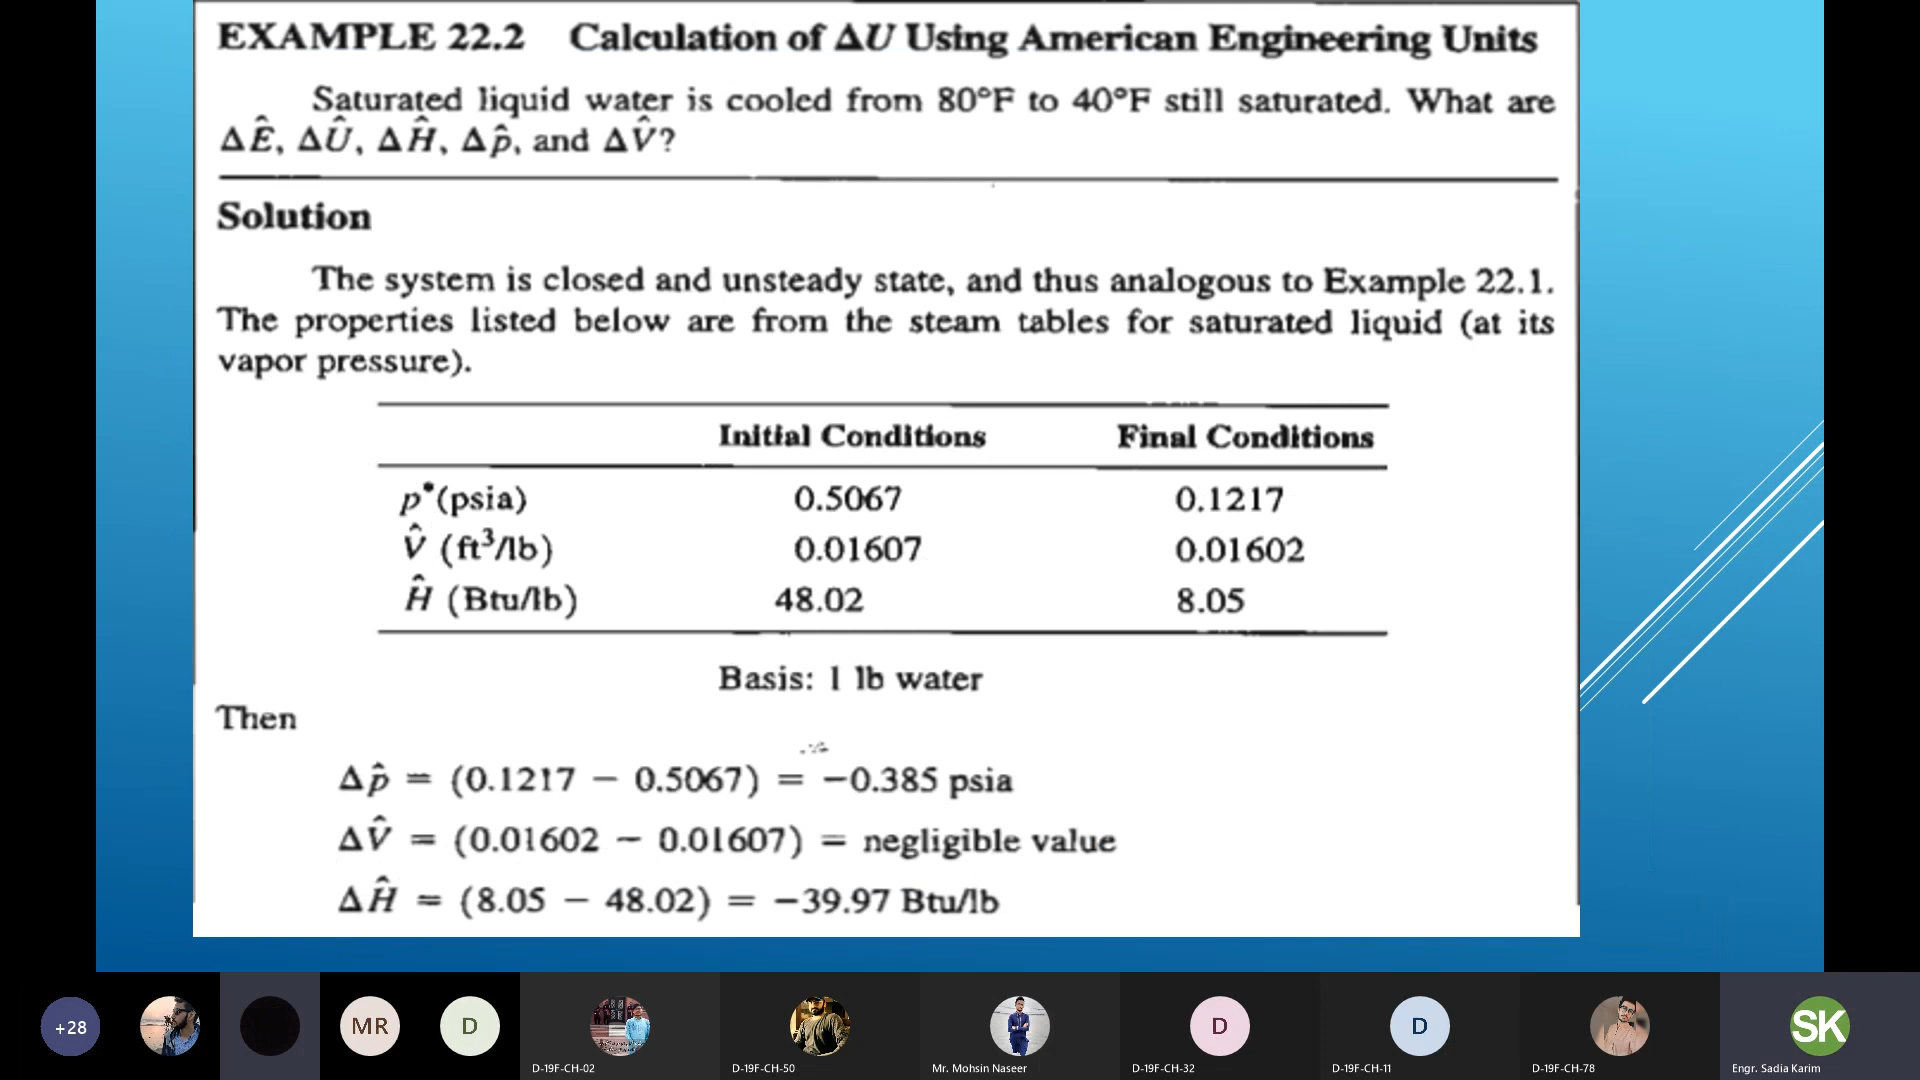 EXAMPLE 22.2 Calculation of ΔU Using American Engineering Units
Saturated liquid water is cooled from 80°F to 40°F still saturated. What are
ΔÊ, ΔÛ, ΔĤ, Δp̂, and ΔV̂?
Solution
The system is closed and unsteady state, and thus analogous to Example 22.1.
The properties listed below are from the steam tables for saturated liquid (at its
vapor pressure).
Initial Conditions Final Conditions
p*(psia) 0.5067 0.1217
V̂ (ft³/lb) 0.01607 0.01602
Ĥ (Btu/lb) 48.02 8.05
Basis: 1 lb water
Then
Δp̂ = (0.1217 − 0.5067) = −0.385 psia
ΔV̂ = (0.01602 − 0.01607) = negligible value
ΔĤ = (8.05 − 48.02) = −39.97 Btu/lb
+28 MR D D D SK
D-19F-CH-02 D-19F-CH-50 Mr. Mohsin Naseer D-19F-CH-32 D-19F-CH-11 D-19F-CH-78 Engr. Sadia Karim